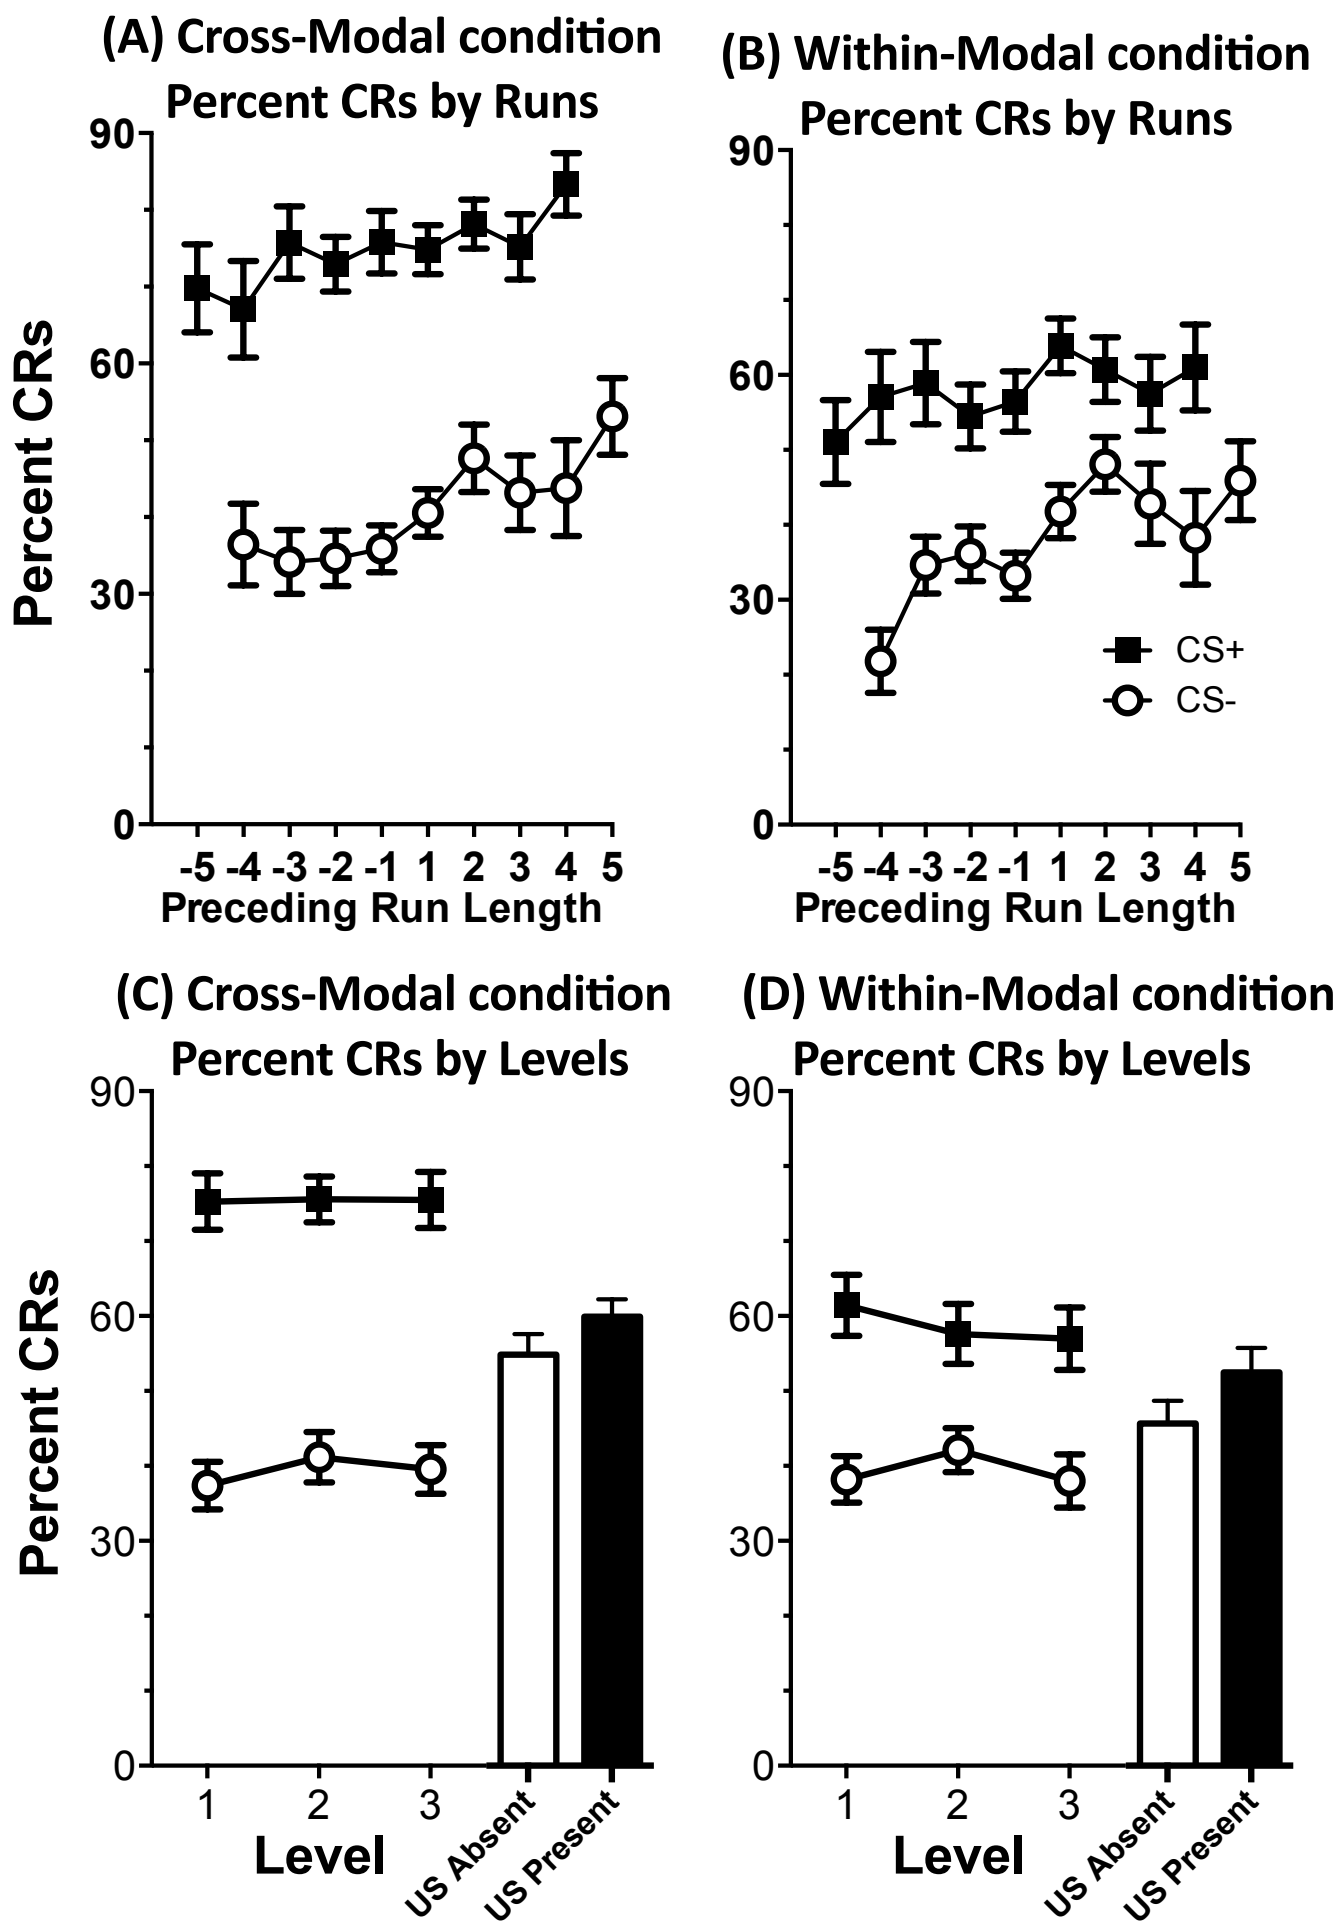 (A) Cross-Modal condition
Percent CRs by Runs
90
60
30
0
Percent CRs
-5 -4 -3 -2 -1 1 2 3 4 5
Preceding Run Length
(B) Within-Modal condition
Percent CRs by Runs
90
60
30
0
CS+
CS-
-5 -4 -3 -2 -1 1 2 3 4 5
Preceding Run Length
(C) Cross-Modal condition
Percent CRs by Levels
90
60
30
0
Percent CRs
1 2 3
Level
US Absent
US Present
(D) Within-Modal condition
Percent CRs by Levels
90
60
30
0
1 2 3
Level
US Absent
US Present